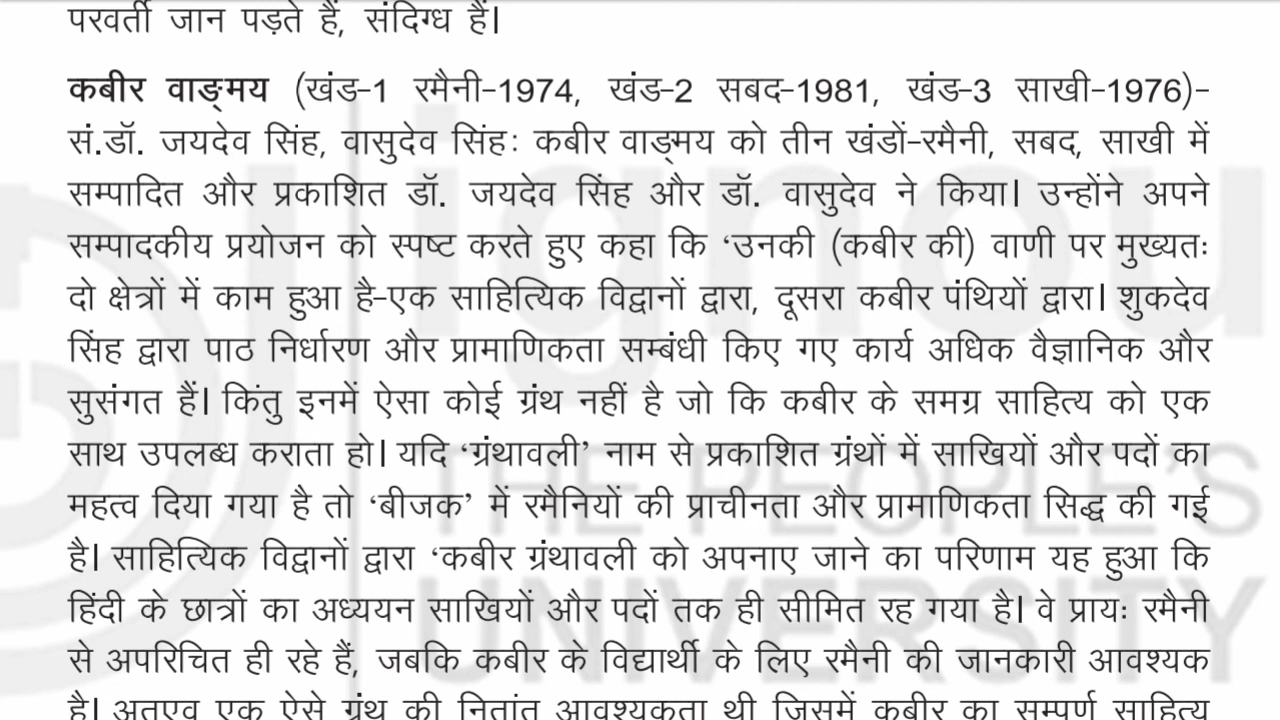 परवर्ती जान पड़ते हैं, संदिग्ध हैं।
कबीर वाङ्मय (खंड-1 रमैनी-1974, खंड-2 सबद-1981, खंड-3 साखी-1976)-
सं.डॉ. जयदेव सिंह, वासुदेव सिंहः कबीर वाङ्मय को तीन खंडों-रमैनी, सबद, साखी में
सम्पादित और प्रकाशित डॉ. जयदेव सिंह और डॉ. वासुदेव ने किया। उन्होंने अपने
सम्पादकीय प्रयोजन को स्पष्ट करते हुए कहा कि ‘उनकी (कबीर की) वाणी पर मुख्यतः
दो क्षेत्रों में काम हुआ है-एक साहित्यिक विद्वानों द्वारा, दूसरा कबीर पंथियों द्वारा। शुकदेव
सिंह द्वारा पाठ निर्धारण और प्रामाणिकता सम्बंधी किए गए कार्य अधिक वैज्ञानिक और
सुसंगत हैं। किंतु इनमें ऐसा कोई ग्रंथ नहीं है जो कि कबीर के समग्र साहित्य को एक
साथ उपलब्ध कराता हो। यदि ‘ग्रंथावली’ नाम से प्रकाशित ग्रंथों में साखियों और पदों का
महत्व दिया गया है तो ‘बीजक’ में रमैनियों की प्राचीनता और प्रामाणिकता सिद्ध की गई
है। साहित्यिक विद्वानों द्वारा ‘कबीर ग्रंथावली को अपनाए जाने का परिणाम यह हुआ कि
हिंदी के छात्रों का अध्ययन साखियों और पदों तक ही सीमित रह गया है। वे प्रायः रमैनी
से अपरिचित ही रहे हैं, जबकि कबीर के विद्यार्थी के लिए रमैनी की जानकारी आवश्यक
है। अतएव एक ऐसे ग्रंथ की नितांत आवश्यकता थी जिसमें कबीर का सम्पूर्ण साहित्य
ignou
THE PEOPLE'S
UNIVERSITY